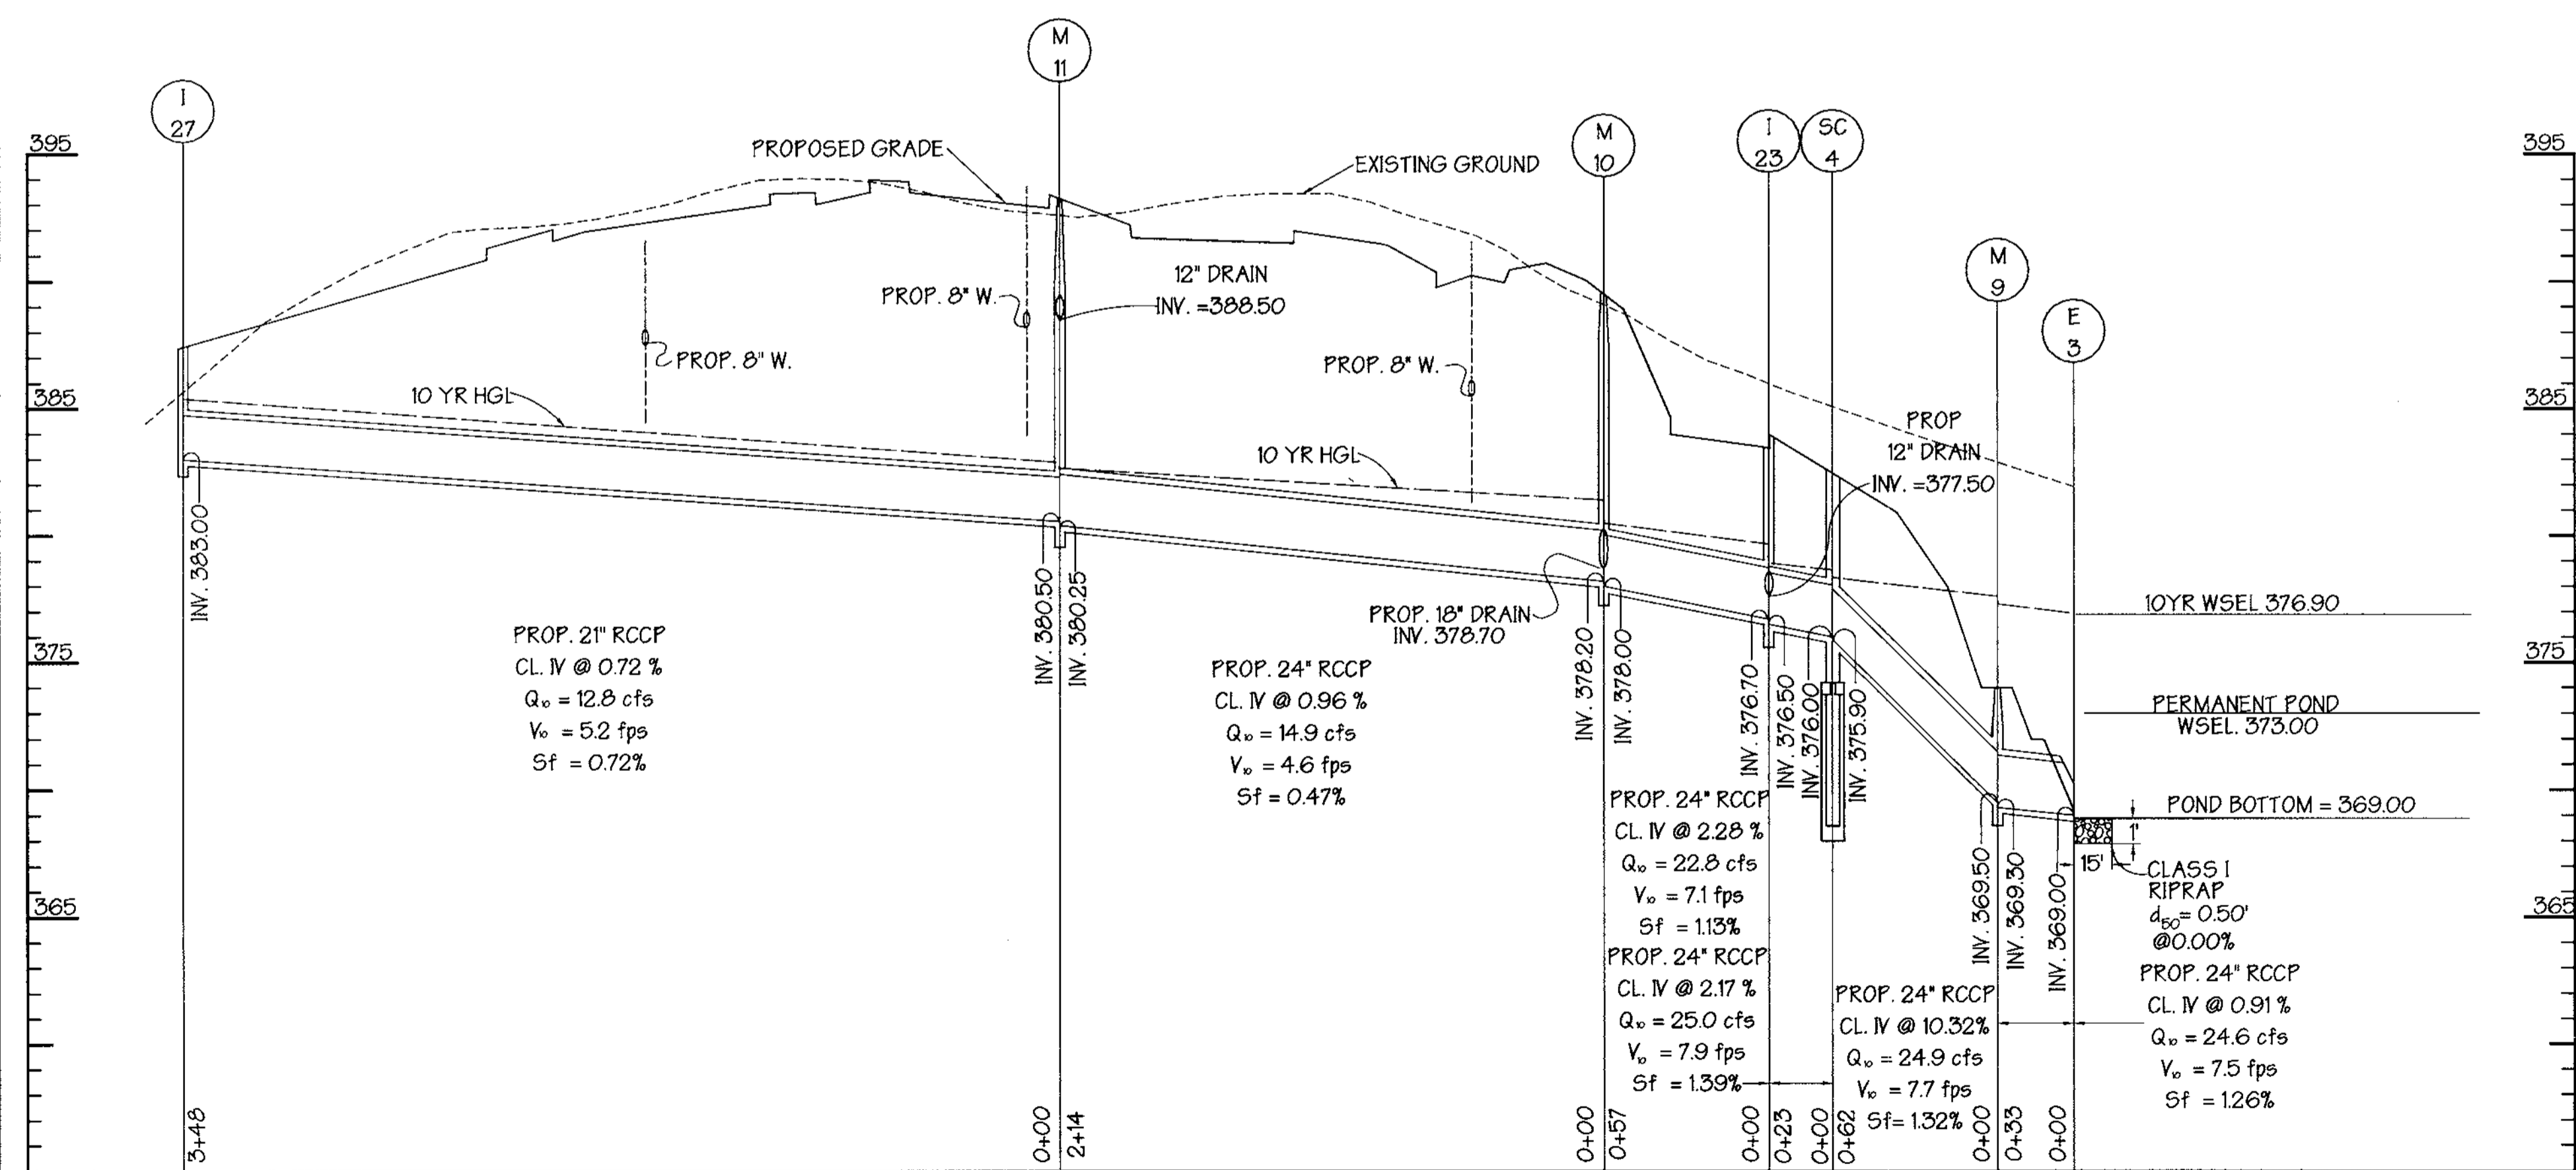 M
11
I
27
M
10
I
23
SC
4
M
9
E
3
395
395
385
385
375
375
365
365
PROPOSED GRADE
EXISTING GROUND
12" DRAIN
INV. =388.50
PROP. 8" W.
PROP. 8" W.
PROP. 8" W.
10 YR HGL
10 YR HGL
PROP
12" DRAIN
INV. =377.50
PROP. 18" DRAIN
INV. 378.70
10YR WSEL 376.90
PERMANENT POND
WSEL. 373.00
POND BOTTOM = 369.00
1'
15'
CLASS I
RIPRAP
d50= 0.50'
@0.00%
INV. 383.00
INV. 380.50
INV. 380.25
INV. 378.20
INV. 378.00
INV. 376.70
INV. 376.50
INV. 376.00
INV. 375.90
INV. 369.50
INV. 369.30
INV. 369.00
PROP. 21" RCCP
CL. IV @ 0.72 %
Q10 = 12.8 cfs
V10 = 5.2 fps
Sf = 0.72%
PROP. 24" RCCP
CL. IV @ 0.96 %
Q10 = 14.9 cfs
V10 = 4.6 fps
Sf = 0.47%
PROP. 24" RCCP
CL. IV @ 2.28 %
Q10 = 22.8 cfs
V10 = 7.1 fps
Sf = 1.13%
PROP. 24" RCCP
CL. IV @ 2.17 %
Q10 = 25.0 cfs
V10 = 7.9 fps
Sf = 1.39%
PROP. 24" RCCP
CL. IV @ 10.32%
Q10 = 24.9 cfs
V10 = 7.7 fps
Sf= 1.32%
PROP. 24" RCCP
CL. IV @ 0.91 %
Q10 = 24.6 cfs
V10 = 7.5 fps
Sf = 1.26%
3+48
0+00
2+14
0+00
0+57
0+00
0+23
0+00
0+62
0+00
0+33
0+00